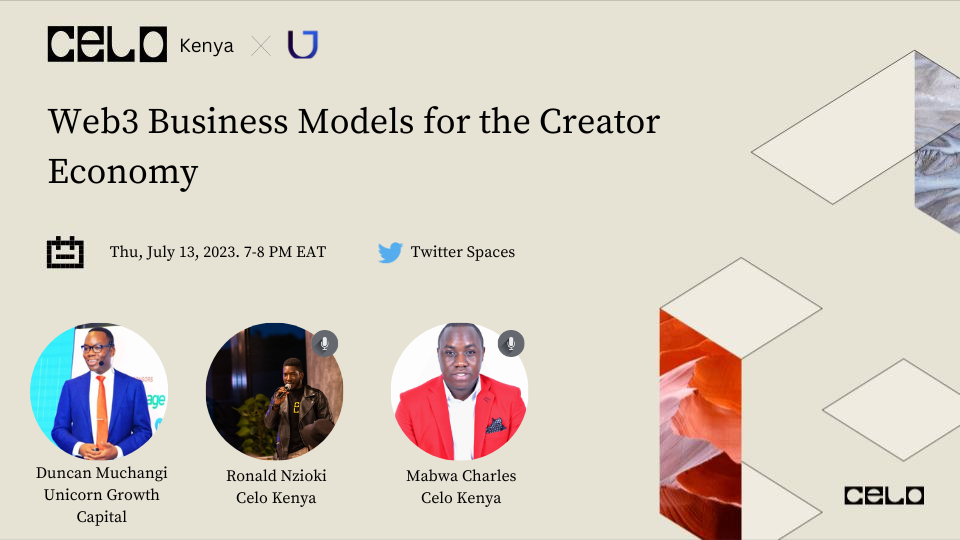 CELO Kenya
Web3 Business Models for the Creator
Economy
Thu, July 13, 2023. 7-8 PM EAT
Twitter Spaces
Duncan Muchangi
Unicorn Growth
Capital
Ronald Nzioki
Celo Kenya
Mabwa Charles
Celo Kenya
CELO